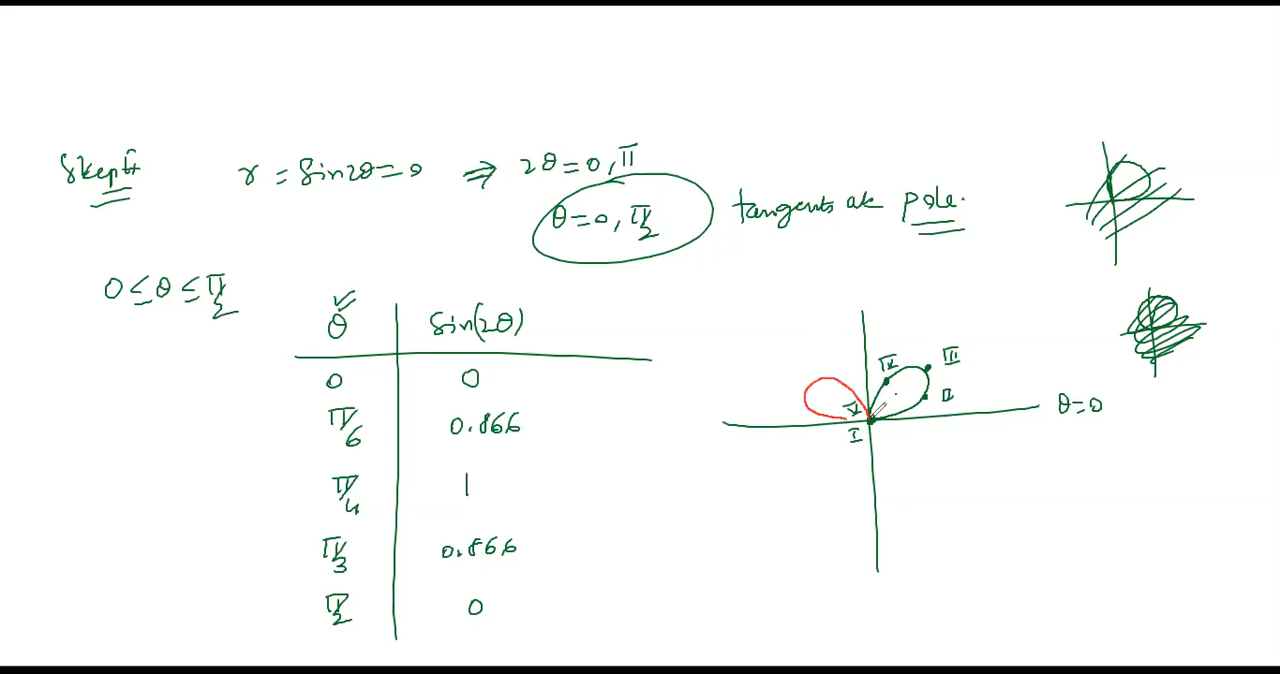 Skept r = Sin2θ = 0 ⇒ 2θ = 0, π
θ = 0, π/2 tangents at pole.
0 ≤ θ ≤ π/2
θ Sin(2θ)
0 0
π/6 0.866
π/4 1
π/3 0.866
π/2 0
IV III
II
V
I
θ = 0